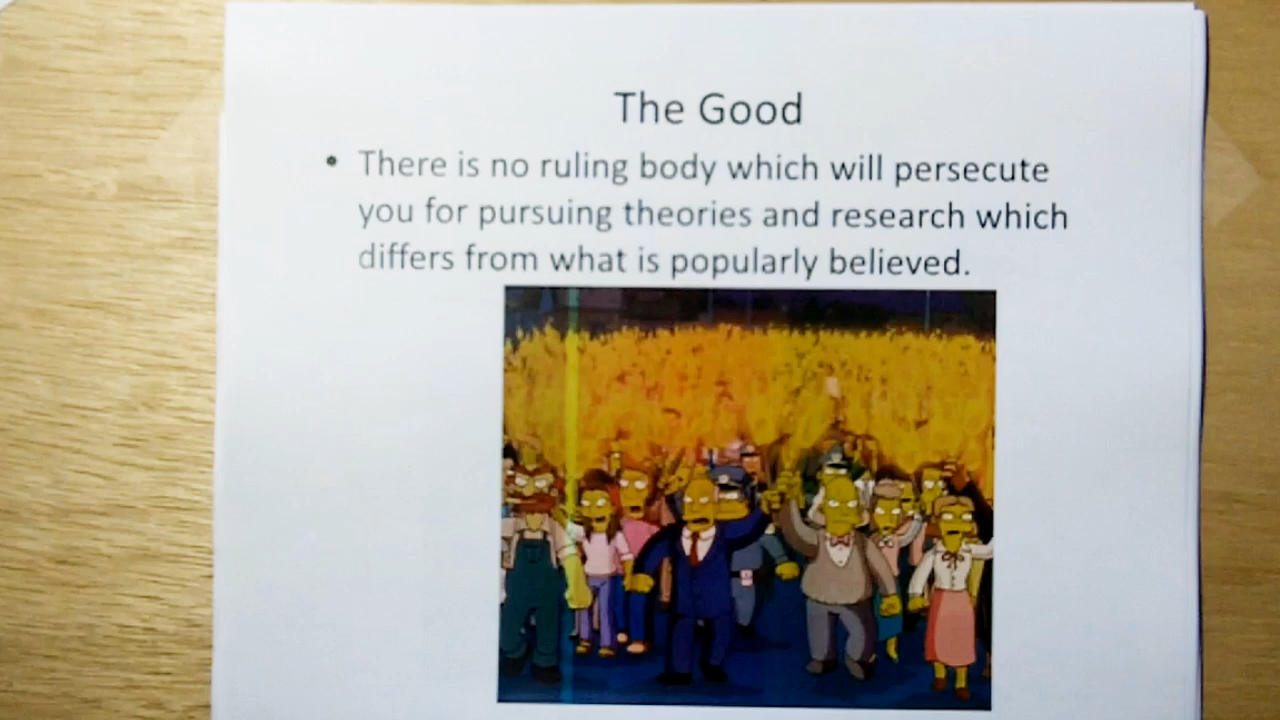 The Good
• There is no ruling body which will persecute
you for pursuing theories and research which
differs from what is popularly believed.